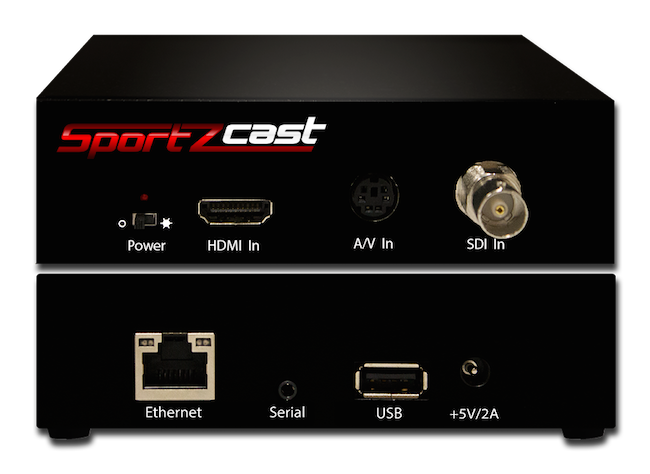 Sportzcast
Power
HDMI In
A/V In
SDI In
Ethernet
Serial
USB
+5V/2A